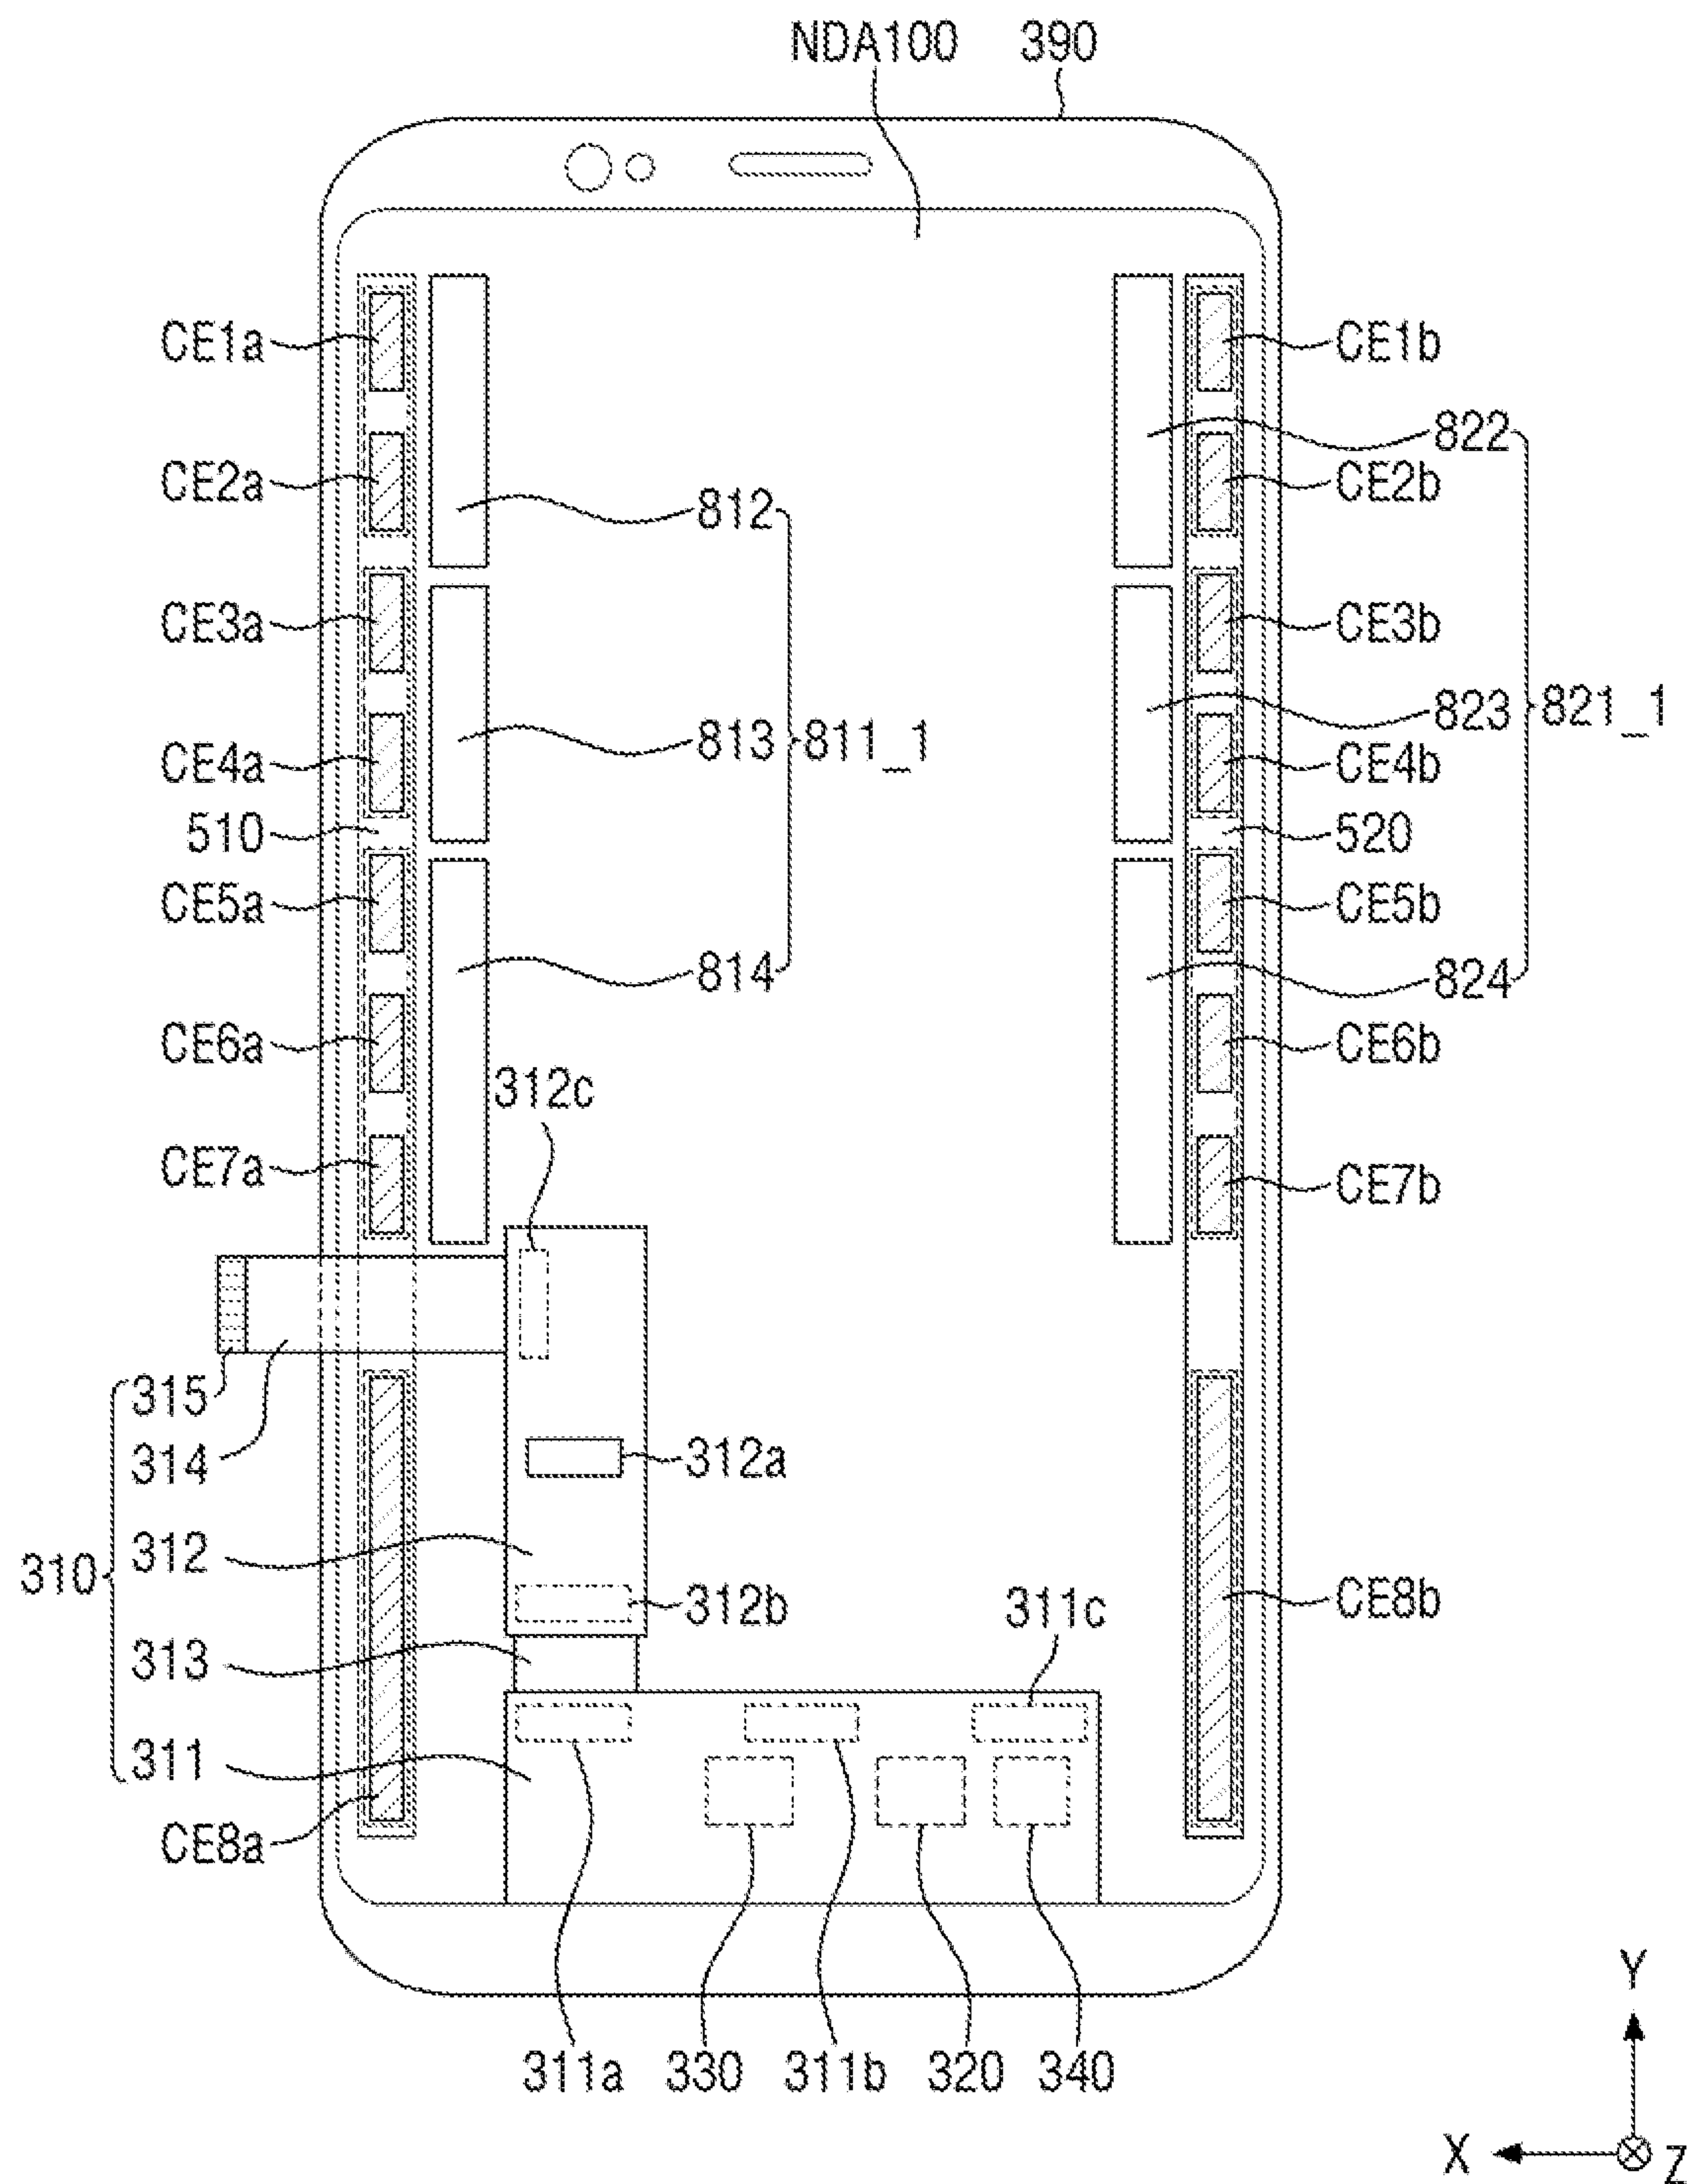 NDA100 390
CE1a CE1b
822
CE2a CE2b
812
CE3a CE3b
823 821_1
813 811_1
CE4a CE4b
510 520
CE5a CE5b
814 824
CE6a CE6b
312c
CE7a CE7b
315
314 312a
312
310
312b 311c CE8b
313
311
CE8a
311a 330 311b 320 340
Y
X Z